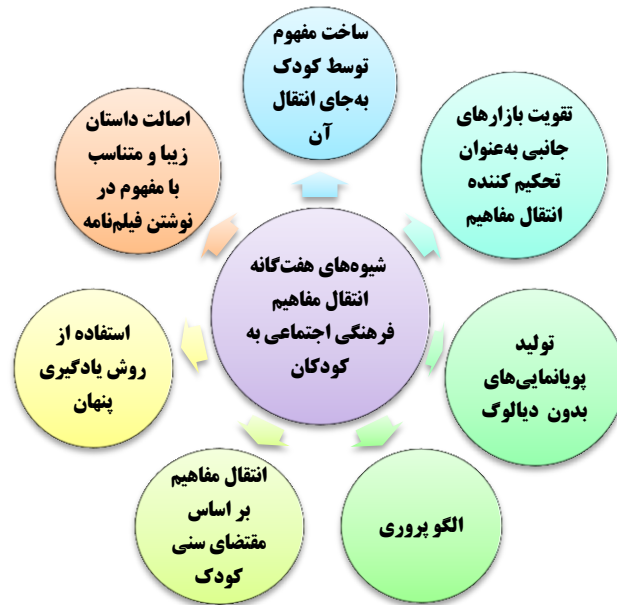 شیوه‌های هفت‌گانه
انتقال مفاهیم
فرهنگی اجتماعی به
کودکان
ساخت مفهوم
توسط کودک
به‌جای انتقال
آن
تقویت بازارهای
جانبی به‌عنوان
تحکیم کننده
انتقال مفاهیم
تولید
پویانمایی‌های
بدون دیالوگ
الگو پروری
انتقال مفاهیم
بر اساس
مقتضای سنی
کودک
استفاده از
روش یادگیری
پنهان
اصالت داستان
زیبا و متناسب
با مفهوم در
نوشتن فیلم‌نامه